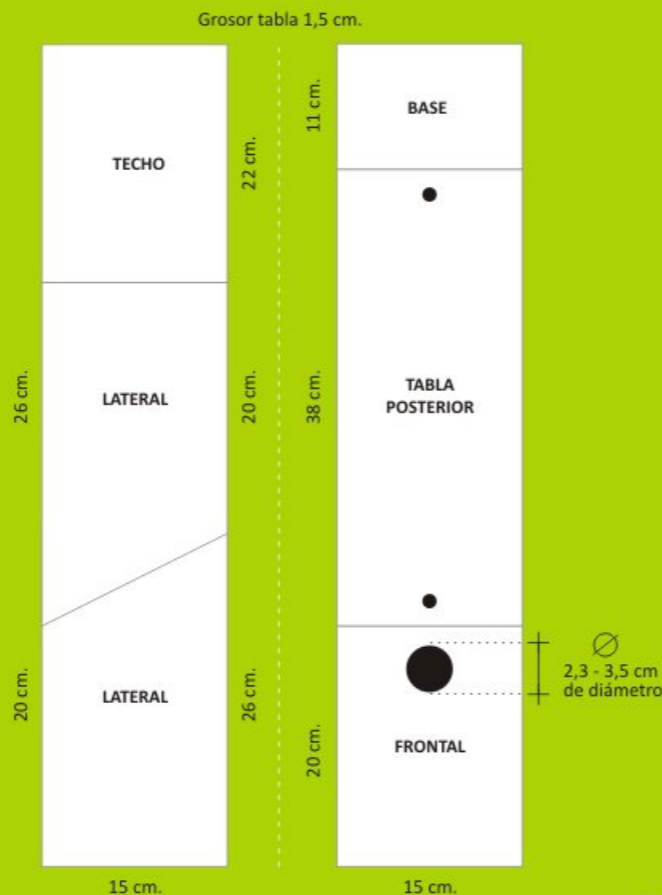 Grosor tabla 1,5 cm.
TECHO
22 cm.
26 cm.
LATERAL
20 cm.
20 cm.
LATERAL
26 cm.
15 cm.
11 cm.
BASE
38 cm.
TABLA
POSTERIOR
20 cm.
FRONTAL
2,3 - 3,5 cm
de diámetro
15 cm.